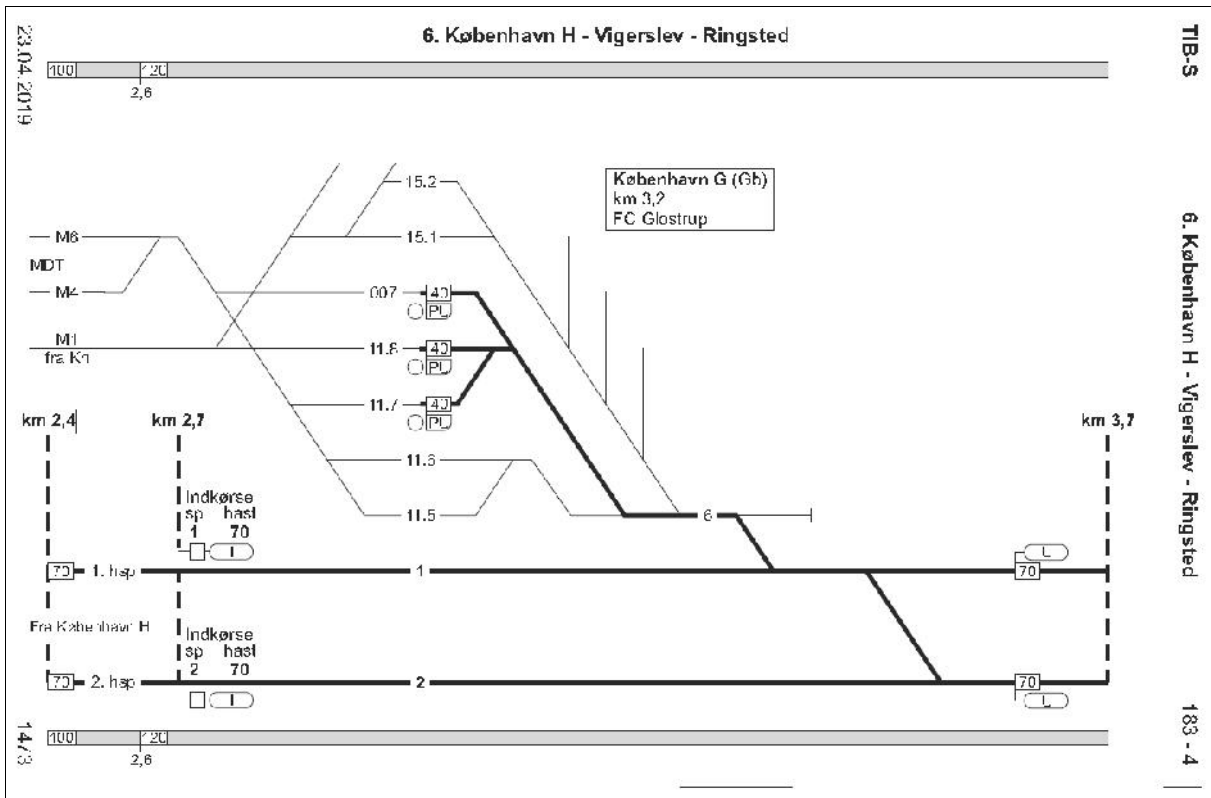 6. København H - Vigerslev - Ringsted
TIB-S
23.04.2019
100 120
2,6
København G (Gb)
km 3,2
FC Glostrup
15.2
M6
15.1
MDT
M4
007 40
PU
M1
11.8 40
fra Kh
PU
11.7 40
PU
km 2,4
km 2,7
km 3,7
11.6
Indkørse
sp hast
1 70
I
11.5
6
U
70 1. hsp 1 70
Fra København H
Indkørse
sp hast
2 70
70 2. hsp 2 70
I
U
100 120
2,6
6. København H - Vigerslev - Ringsted
183 - 4
1473